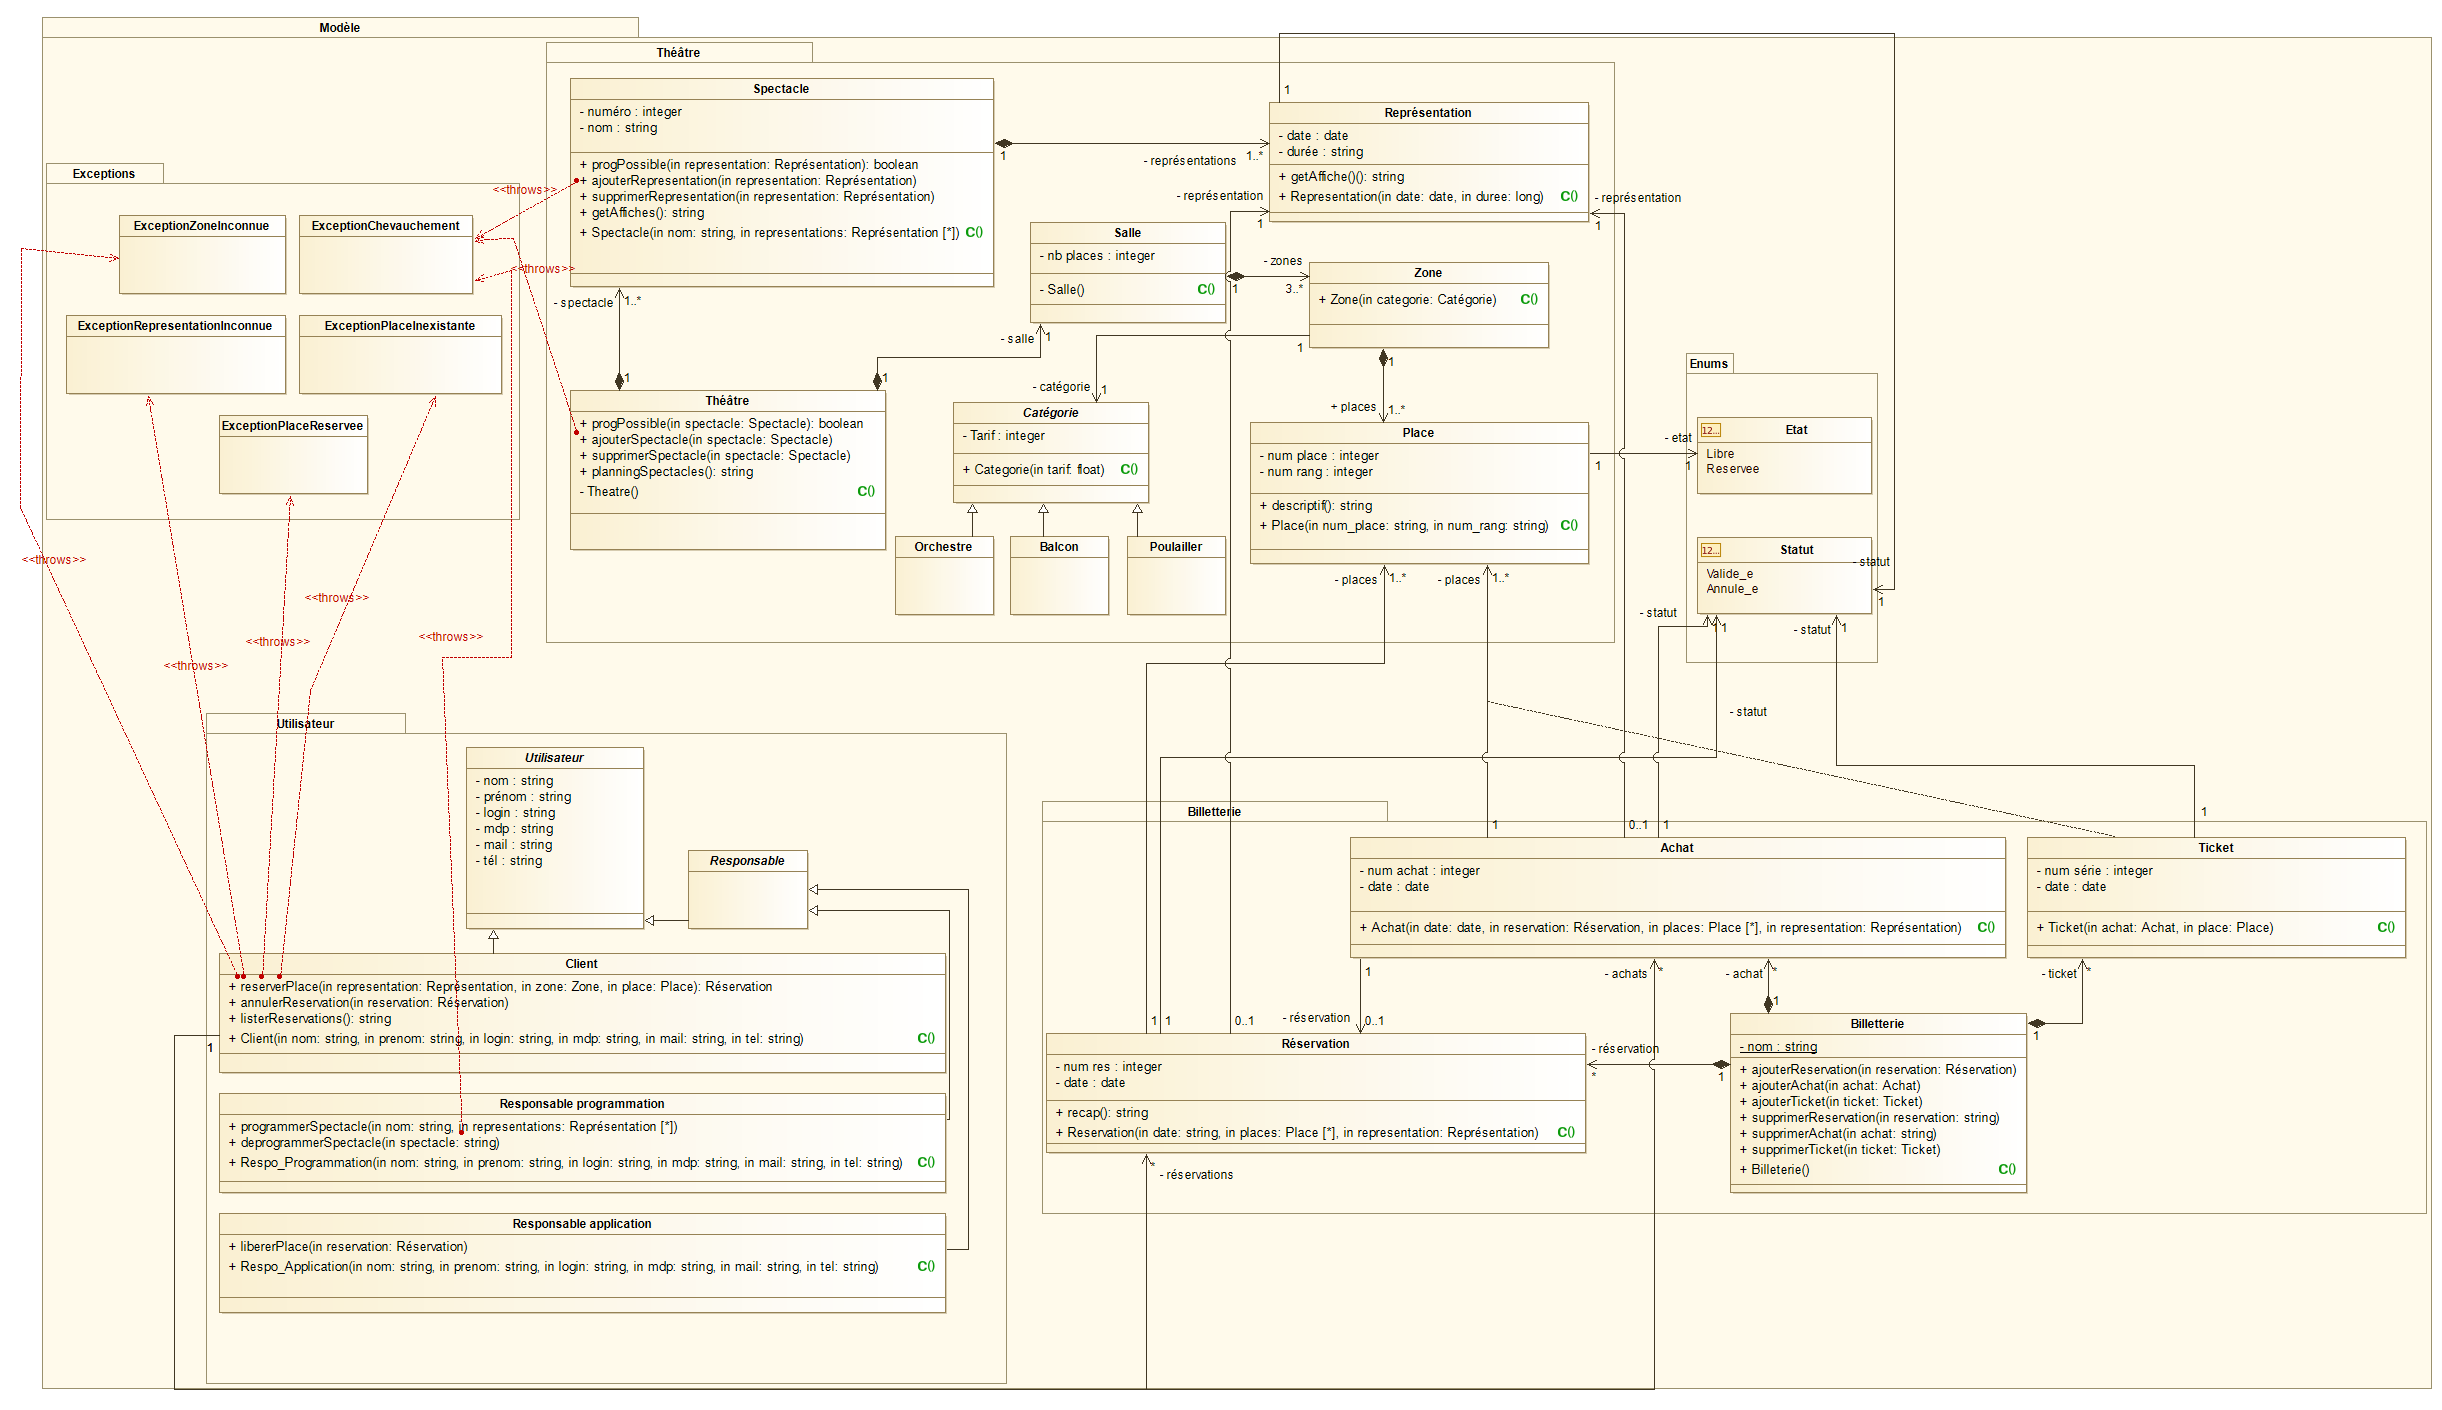 Modèle
Théâtre
Spectacle
- numéro : integer
- nom : string
+ progPossible(in representation: Représentation): boolean
+ ajouterRepresentation(in representation: Représentation)
+ supprimerRepresentation(in representation: Représentation)
+ getAffiches(): string
+ Spectacle(in nom: string, in representations: Représentation [*]) C()
1
- représentations 1..*
1
Représentation
- date : date
- durée : string
+ getAffiche()(): string
+ Representation(in date: date, in duree: long) C()
- représentation
1
- représentation
1
Exceptions
ExceptionZoneInconnue
ExceptionChevauchement
ExceptionRepresentationInconnue
ExceptionPlaceInexistante
ExceptionPlaceReservee
<<throws>>
<<throws>>
<<throws>>
<<throws>>
<<throws>>
<<throws>>
<<throws>>
Salle
- nb places : integer
- Salle() C()
- zones
1
3..*
Zone
+ Zone(in categorie: Catégorie) C()
- spectacle 1..*
1
1
- salle 1
1
- catégorie 1
1
+ places 1..*
Théâtre
+ progPossible(in spectacle: Spectacle): boolean
+ ajouterSpectacle(in spectacle: Spectacle)
+ supprimerSpectacle(in spectacle: Spectacle)
+ planningSpectacles(): string
- Theatre() C()
Catégorie
- Tarif : integer
+ Categorie(in tarif: float) C()
Orchestre
Balcon
Poulailler
Place
- num place : integer
- num rang : integer
+ descriptif(): string
+ Place(in num_place: string, in num_rang: string) C()
- places 1..*
- places 1..*
1
- etat
1
Enums
12... Etat
Libre
Reservee
12... Statut
Valide_e
Annule_e
- statut
1
- statut
1
1
- statut 1
- statut
Utilisateur
Utilisateur
- nom : string
- prénom : string
- login : string
- mdp : string
- mail : string
- tél : string
Responsable
Client
+ reserverPlace(in representation: Représentation, in zone: Zone, in place: Place): Réservation
+ annulerReservation(in reservation: Réservation)
+ listerReservations(): string
+ Client(in nom: string, in prenom: string, in login: string, in mdp: string, in mail: string, in tel: string) C()
1
Responsable programmation
+ programmerSpectacle(in nom: string, in representations: Représentation [*])
+ deprogrammerSpectacle(in spectacle: string)
+ Respo_Programmation(in nom: string, in prenom: string, in login: string, in mdp: string, in mail: string, in tel: string) C()
Responsable application
+ libererPlace(in reservation: Réservation)
+ Respo_Application(in nom: string, in prenom: string, in login: string, in mdp: string, in mail: string, in tel: string) C()
Billetterie
1
0..1
1
1
Achat
- num achat : integer
- date : date
+ Achat(in date: date, in reservation: Réservation, in places: Place [*], in representation: Représentation) C()
Ticket
- num série : integer
- date : date
+ Ticket(in achat: Achat, in place: Place) C()
1
- achats *
- achat *
- ticket *
1
1 1
0..1
- réservation 0..1
Réservation
- num res : integer
- date : date
+ recap(): string
+ Reservation(in date: string, in places: Place [*], in representation: Représentation) C()
*
- réservations
- réservation
*
1
1
Billetterie
- nom : string
+ ajouterReservation(in reservation: Réservation)
+ ajouterAchat(in achat: Achat)
+ ajouterTicket(in ticket: Ticket)
+ supprimerReservation(in reservation: string)
+ supprimerAchat(in achat: string)
+ supprimerTicket(in ticket: Ticket)
+ Billeterie() C()